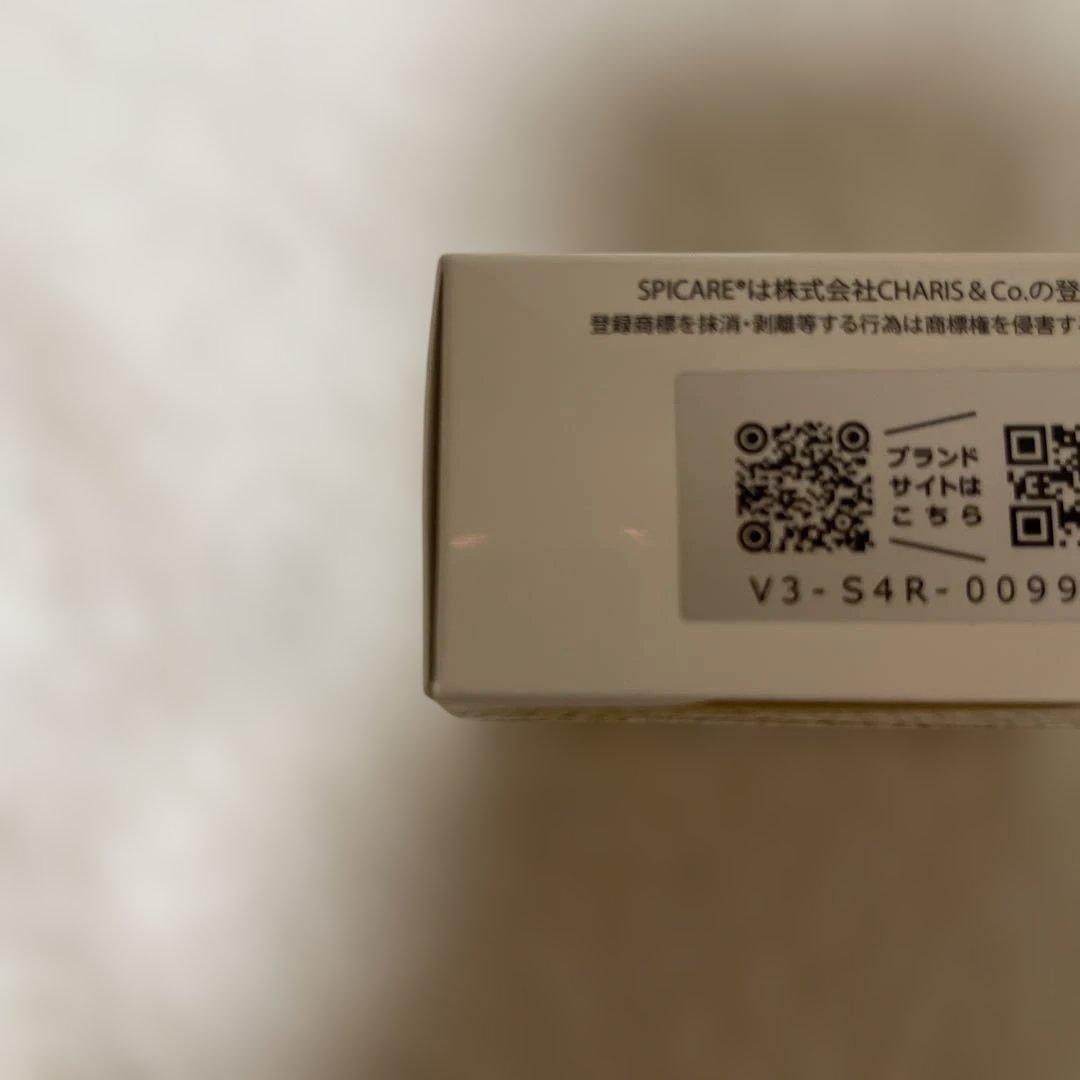 SPICARE®は株式会社CHARIS & Co.の登
登録商標を抹消・剥離等する行為は商標権を侵害す
ブランド
サイトは
こちら
V3-S4R-0099